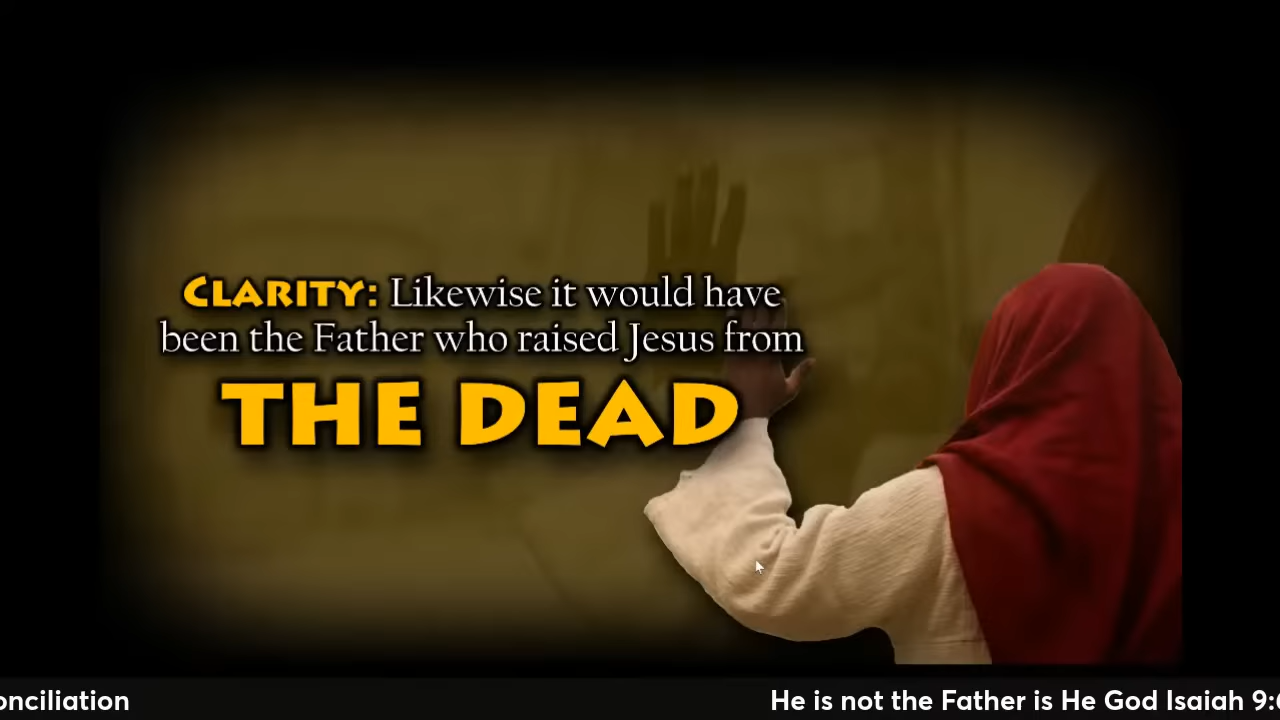 CLARITY: Likewise it would have
been the Father who raised Jesus from
THE DEAD
onciliation He is not the Father is He God Isaiah 9: